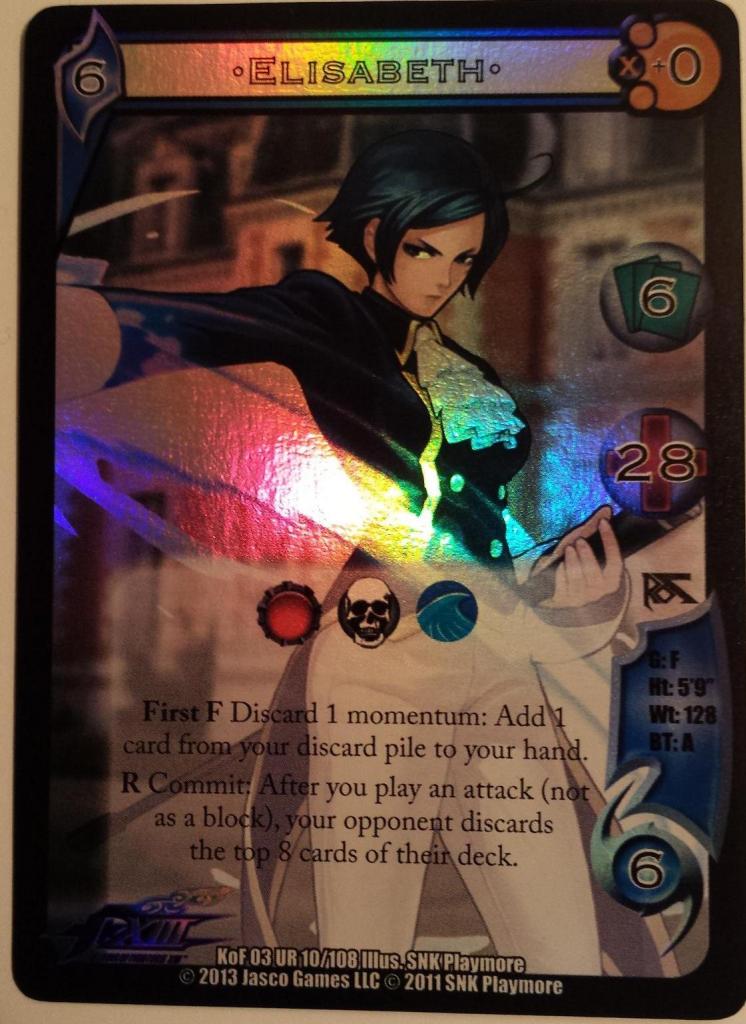 6
•ELISABETH•
X +0
6
28
G: F
Ht: 5'9"
Wt: 128
BT: A
First F Discard 1 momentum: Add 1
card from your discard pile to your hand.
R Commit: After you play an attack (not
as a block), your opponent discards
the top 8 cards of their deck.
6
XIII
KoF 03 UR 10/108 Illus. SNK Playmore
© 2013 Jasco Games LLC © 2011 SNK Playmore